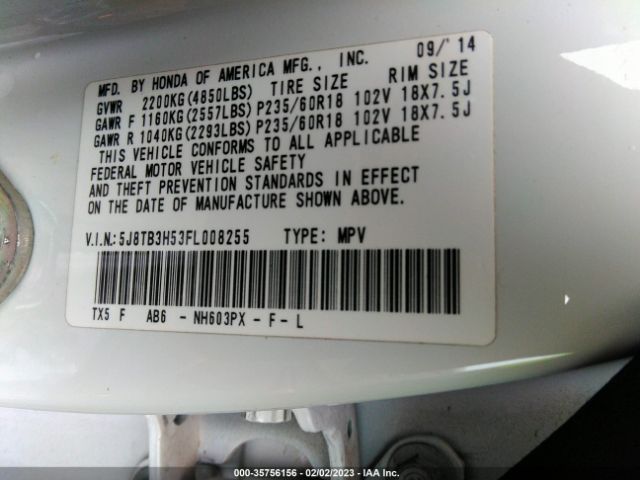 MFD. BY HONDA OF AMERICA MFG., INC. 09/'14
GVWR 2200KG(4850LBS) TIRE SIZE RIM SIZE
GAWR F 1160KG(2557LBS) P235/60R18 102V 18X7.5J
GAWR R 1040KG(2293LBS) P235/60R18 102V 18X7.5J
THIS VEHICLE CONFORMS TO ALL APPLICABLE
FEDERAL MOTOR VEHICLE SAFETY
AND THEFT PREVENTION STANDARDS IN EFFECT
ON THE DATE OF MANUFACTURE SHOWN ABOVE.
V.I.N.:5J8TB3H53FL008255 TYPE: MPV
TX5 F AB6 - NH603PX - F - L
000-35756156 - 02/02/2023 - IAA Inc.